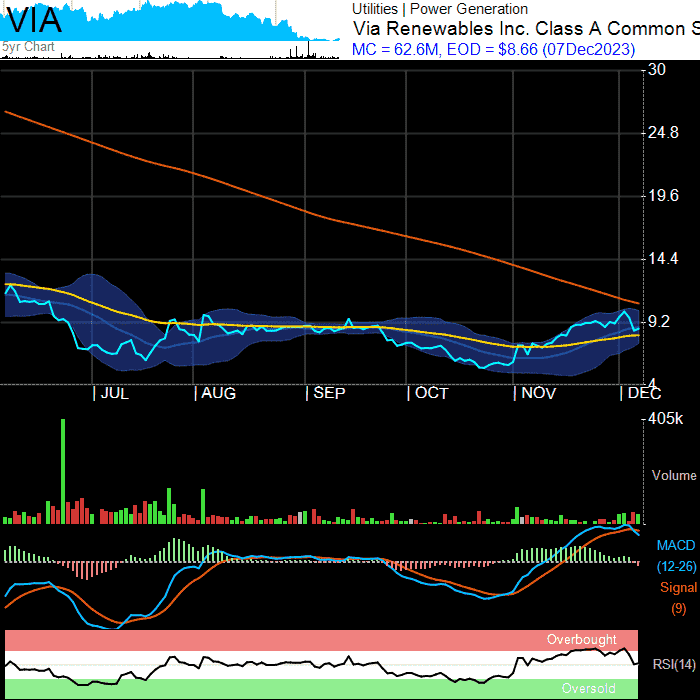 VIA
5yr Chart
Utilities | Power Generation
Via Renewables Inc. Class A Common S
MC = 62.6M, EOD = $8.66 (07Dec2023)
30
24.8
19.6
14.4
9.2
4
JUL
AUG
SEP
OCT
NOV
DEC
405k
Volume
MACD
(12-26)
Signal
(9)
Overbought
RSI(14)
Oversold